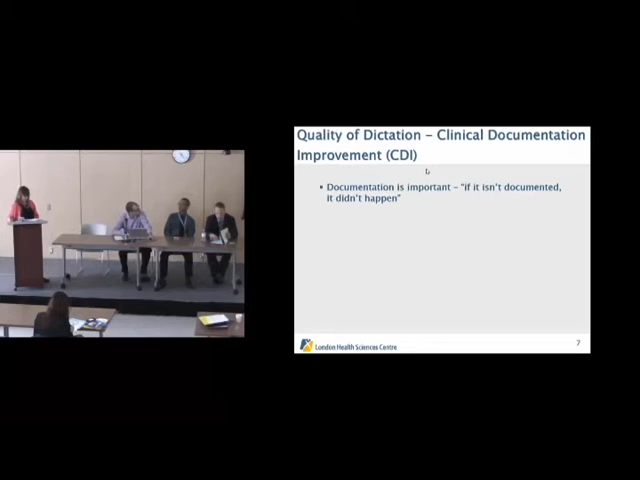 Quality of Dictation – Clinical Documentation
Improvement (CDI)
• Documentation is important – "if it isn't documented,
it didn't happen"
London Health Sciences Centre
7